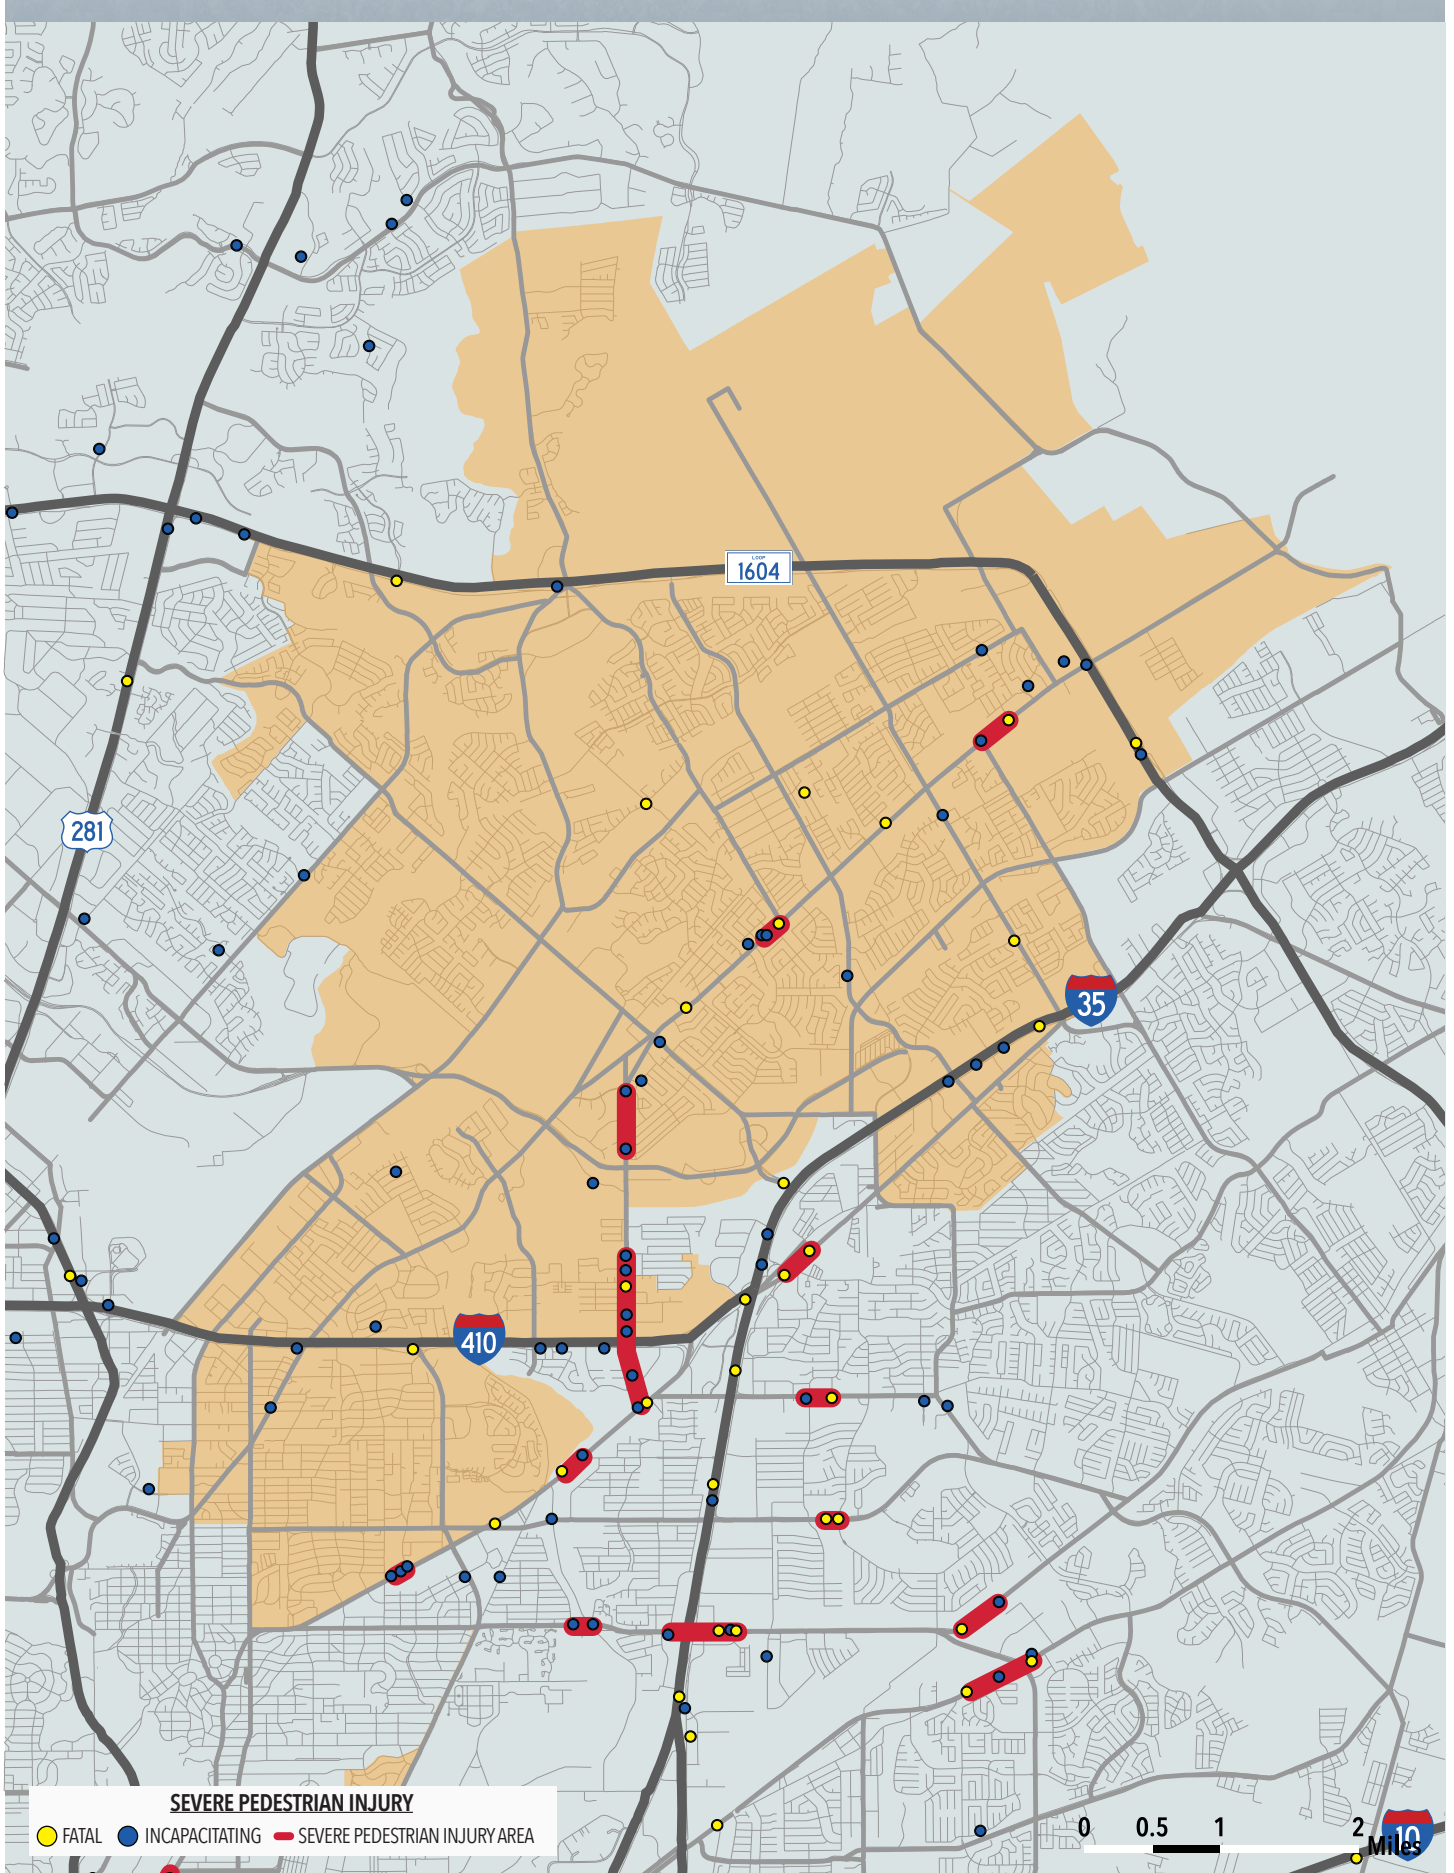 LOOP
1604
281
35
410
SEVERE PEDESTRIAN INJURY
FATAL
INCAPACITATING
SEVERE PEDESTRIAN INJURY AREA
0 0.5 1 2
Miles
10